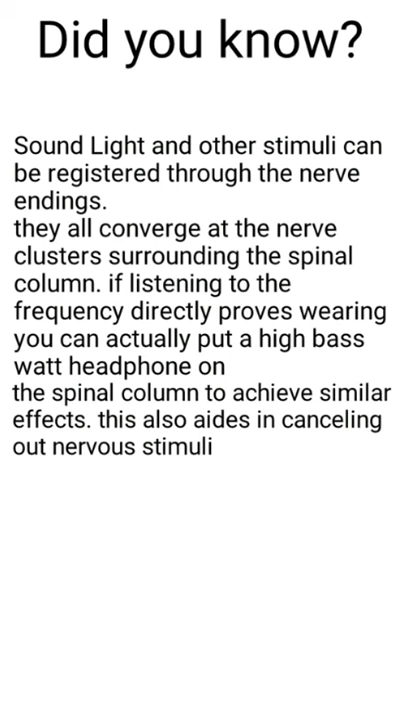 Did you know?
Sound Light and other stimuli can
be registered through the nerve
endings.
they all converge at the nerve
clusters surrounding the spinal
column. if listening to the
frequency directly proves wearing
you can actually put a high bass
watt headphone on
the spinal column to achieve similar
effects. this also aides in canceling
out nervous stimuli